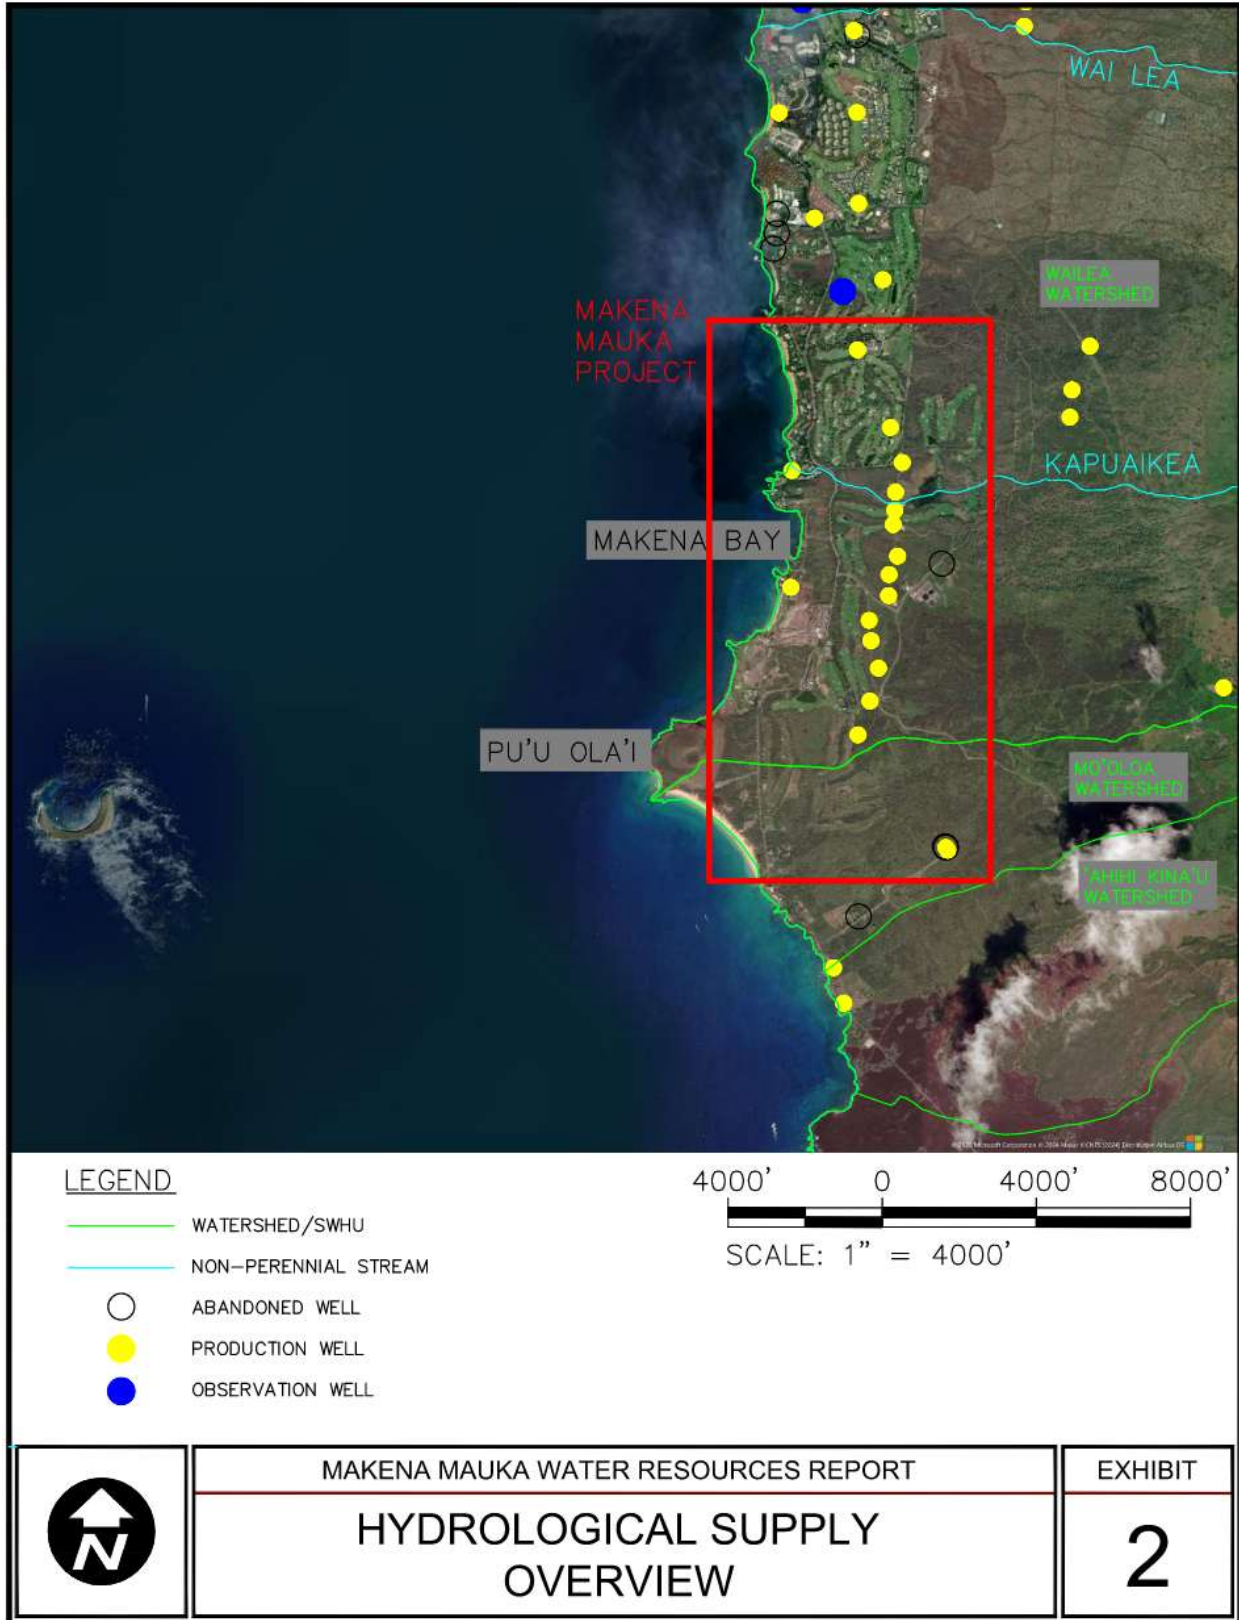 WAI LEA
WAILEA
WATERSHED
MAKENA
MAUKA
PROJECT
KAPUAIKEA
MAKENA BAY
PU'U OLA'I
MO'OLOA
WATERSHED
'AHIHI KINA'U
WATERSHED
LEGEND
WATERSHED/SWHU
NON-PERENNIAL STREAM
ABANDONED WELL
PRODUCTION WELL
OBSERVATION WELL
4000' 0 4000' 8000'
SCALE: 1" = 4000'
N
MAKENA MAUKA WATER RESOURCES REPORT
HYDROLOGICAL SUPPLY
OVERVIEW
EXHIBIT
2